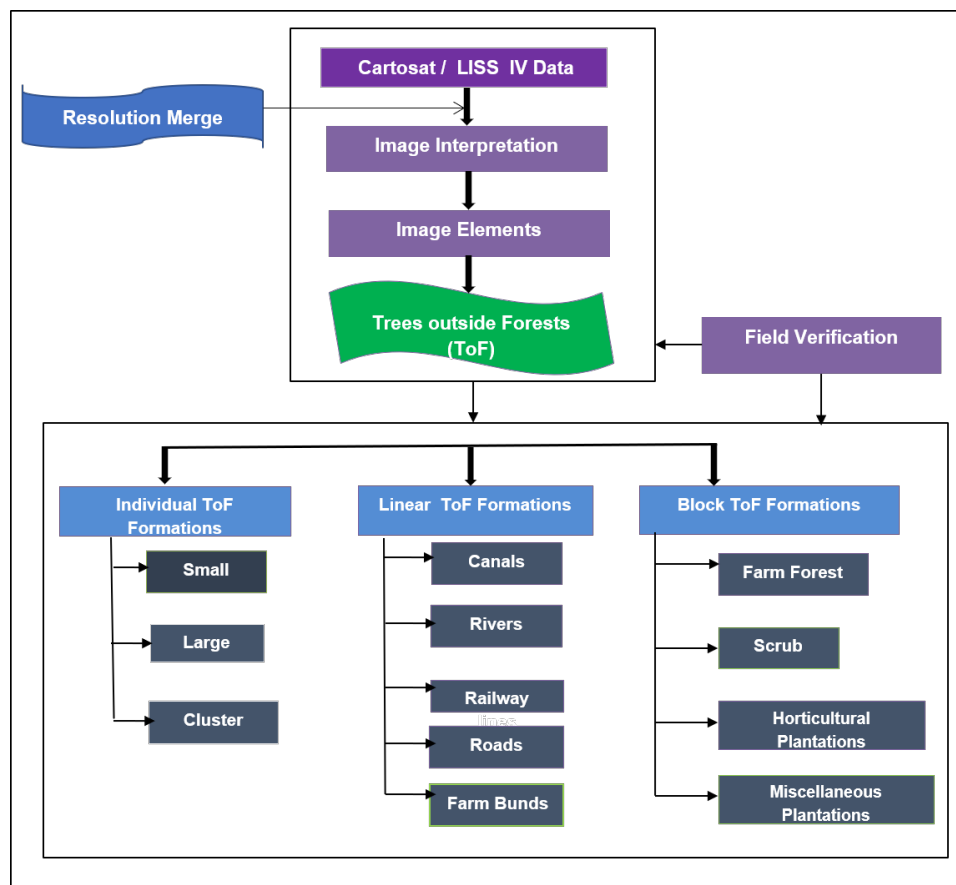 Cartosat / LISS IV Data
Resolution Merge
Image Interpretation
Image Elements
Trees outside Forests
(ToF)
Field Verification
Individual ToF
Formations
Small
Large
Cluster
Linear ToF Formations
Canals
Rivers
Railway
lines
Roads
Farm Bunds
Block ToF Formations
Farm Forest
Scrub
Horticultural
Plantations
Miscellaneous
Plantations